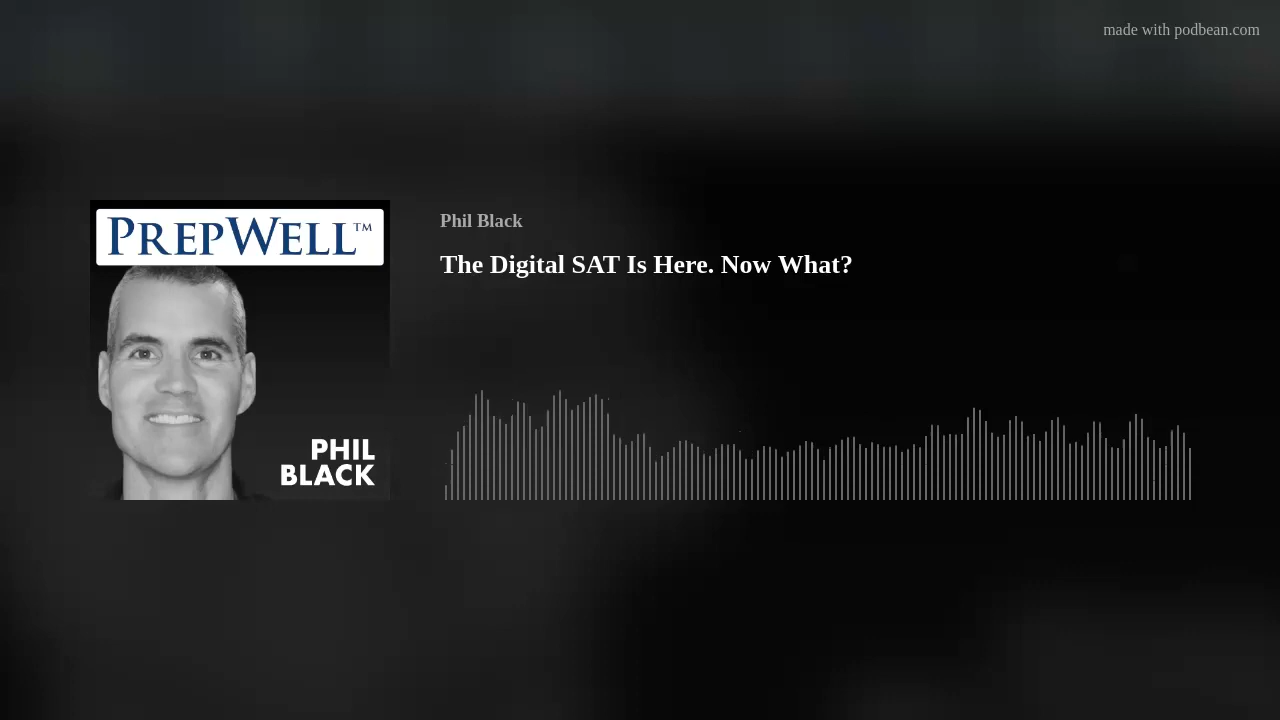 made with podbean.com
PREPWELL™
PHIL
BLACK
Phil Black
The Digital SAT Is Here. Now What?